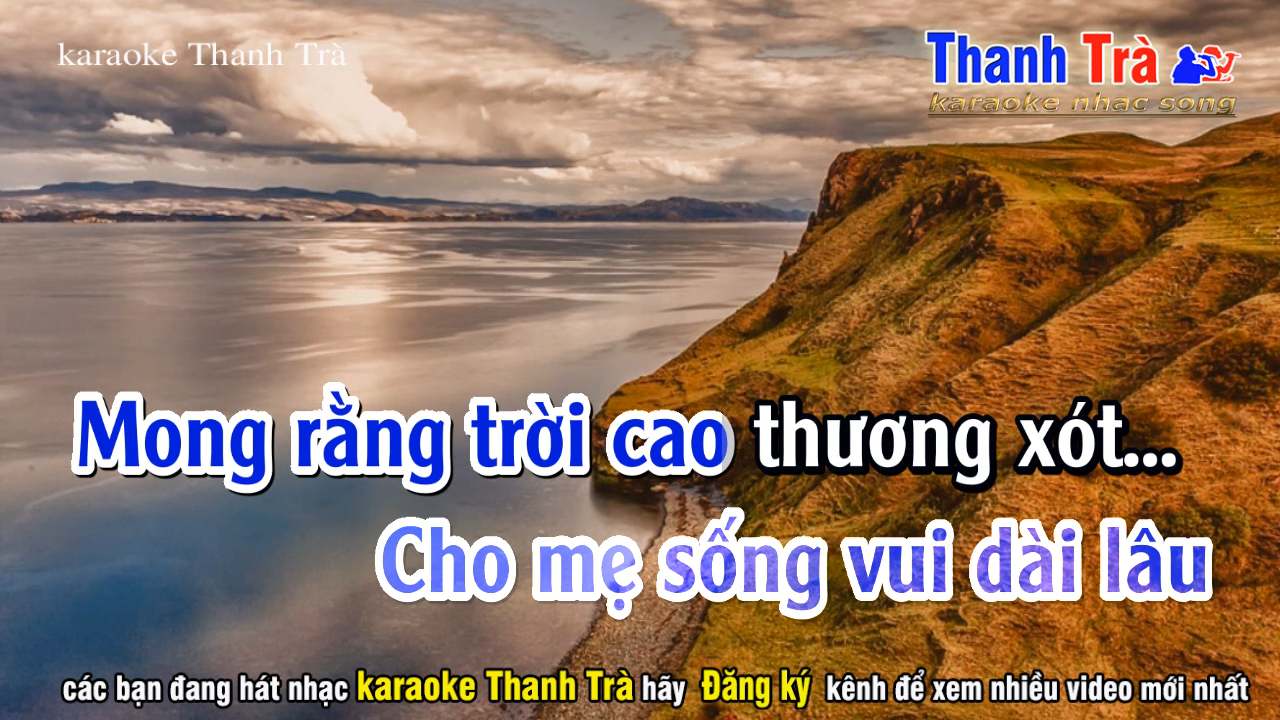 karaoke Thanh Trà
Thanh Trà
karaoke nhac song
Mong rằng trời cao thương xót...
Cho mẹ sống vui dài lâu
các bạn đang hát nhạc karaoke Thanh Trà hãy Đăng ký kênh để xem nhiều video mới nhất